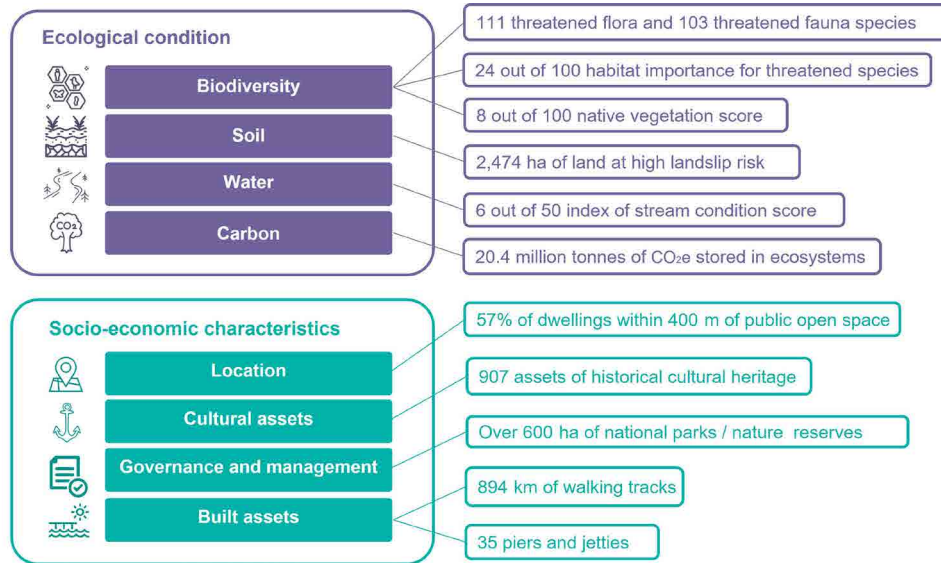 Ecological condition
Biodiversity
Soil
Water
CO2
Carbon
111 threatened flora and 103 threatened fauna species
24 out of 100 habitat importance for threatened species
8 out of 100 native vegetation score
2,474 ha of land at high landslip risk
6 out of 50 index of stream condition score
20.4 million tonnes of CO₂e stored in ecosystems
Socio-economic characteristics
Location
Cultural assets
Governance and management
Built assets
57% of dwellings within 400 m of public open space
907 assets of historical cultural heritage
Over 600 ha of national parks / nature reserves
894 km of walking tracks
35 piers and jetties